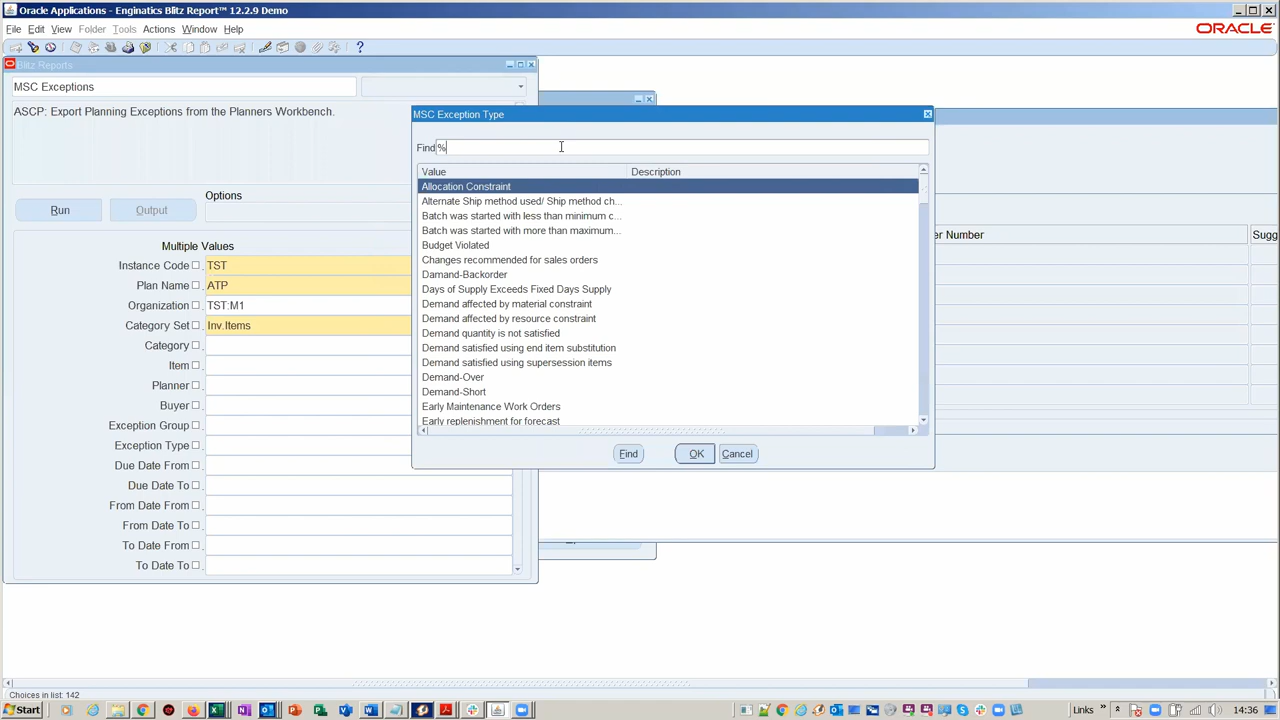 Oracle Applications - Enginatics Blitz Report™ 12.2.9 Demo
File Edit View Folder Tools Actions Window Help
ORACLE
Blitz Reports
MSC Exceptions
ASCP: Export Planning Exceptions from the Planners Workbench.
Options
Run
Output
Multiple Values
Instance Code
TST
Plan Name
ATP
Organization
TST:M1
Category Set
Inv.Items
Category
Item
Planner
Buyer
Exception Group
Exception Type
Due Date From
Due Date To
From Date From
From Date To
To Date From
To Date To
MSC Exception Type
Find %
Value Description
Allocation Constraint
Alternate Ship method used/ Ship method ch...
Batch was started with less than minimum c...
Batch was started with more than maximum...
Budget Violated
Changes recommended for sales orders
Damand-Backorder
Days of Supply Exceeds Fixed Days Supply
Demand affected by material constraint
Demand affected by resource constraint
Demand quantity is not satisfied
Demand satisfied using end item substitution
Demand satisfied using supersession items
Demand-Over
Demand-Short
Early Maintenance Work Orders
Early replenishment for forecast
Find OK Cancel
er Number
Sugg
Choices in list: 142
Start
Links
14:36